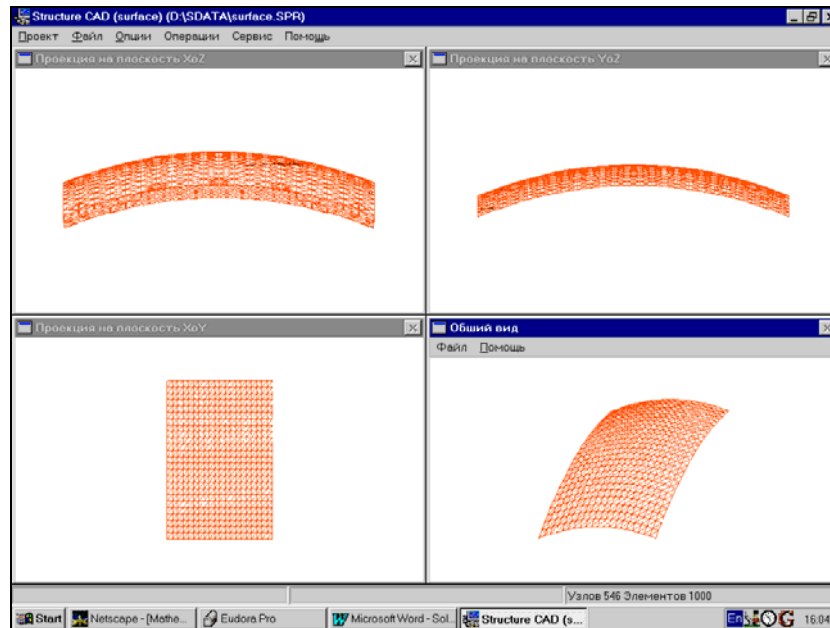 Structure CAD (surface) (D:\SDATA\surface.SPR)
Проект Файл Опции Операции Сервис Помощь
Проекция на плоскость XoZ
Проекция на плоскость YoZ
Проекция на плоскость XoY
Обший вид
Файл Помощь
Узлов 546 Элементов 1000
Start Netscape - [Mathe... Eudora Pro Microsoft Word - Sol... Structure CAD (s... En 16:04